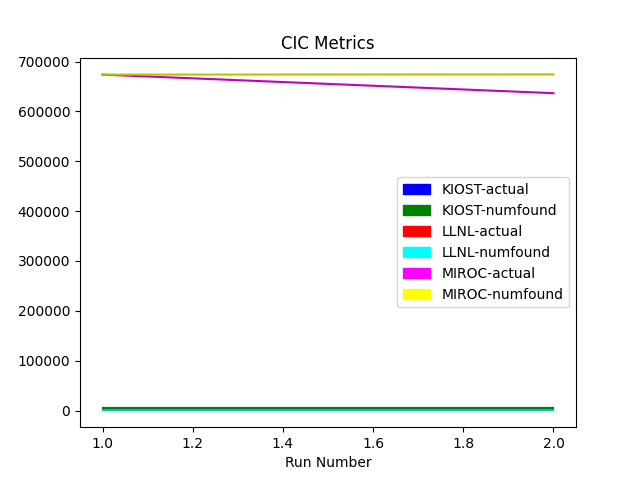 CIC Metrics
700000
600000
500000
400000
300000
200000
100000
0
KIOST-actual
KIOST-numfound
LLNL-actual
LLNL-numfound
MIROC-actual
MIROC-numfound
1.0 1.2 1.4 1.6 1.8 2.0
Run Number